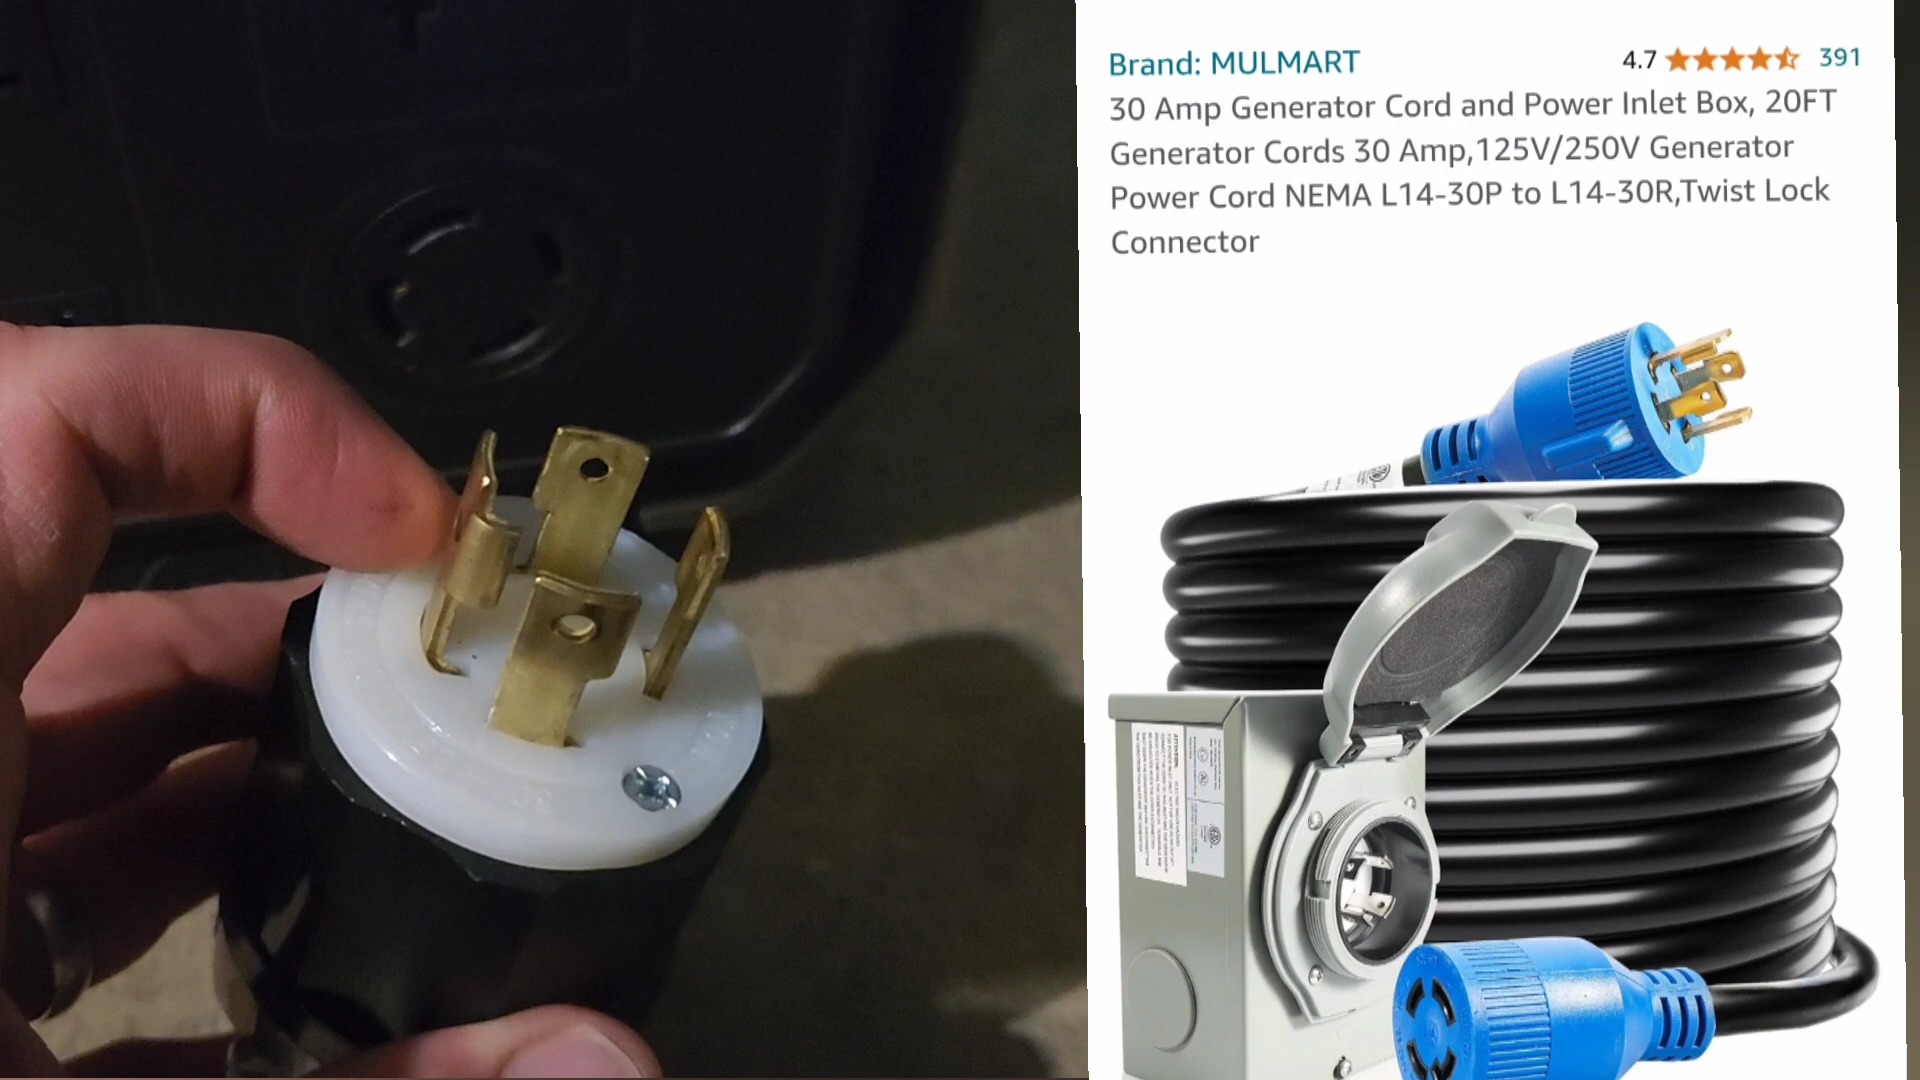 Brand: MULMART
4.7 391
30 Amp Generator Cord and Power Inlet Box, 20FT
Generator Cords 30 Amp,125V/250V Generator
Power Cord NEMA L14-30P to L14-30R,Twist Lock
Connector